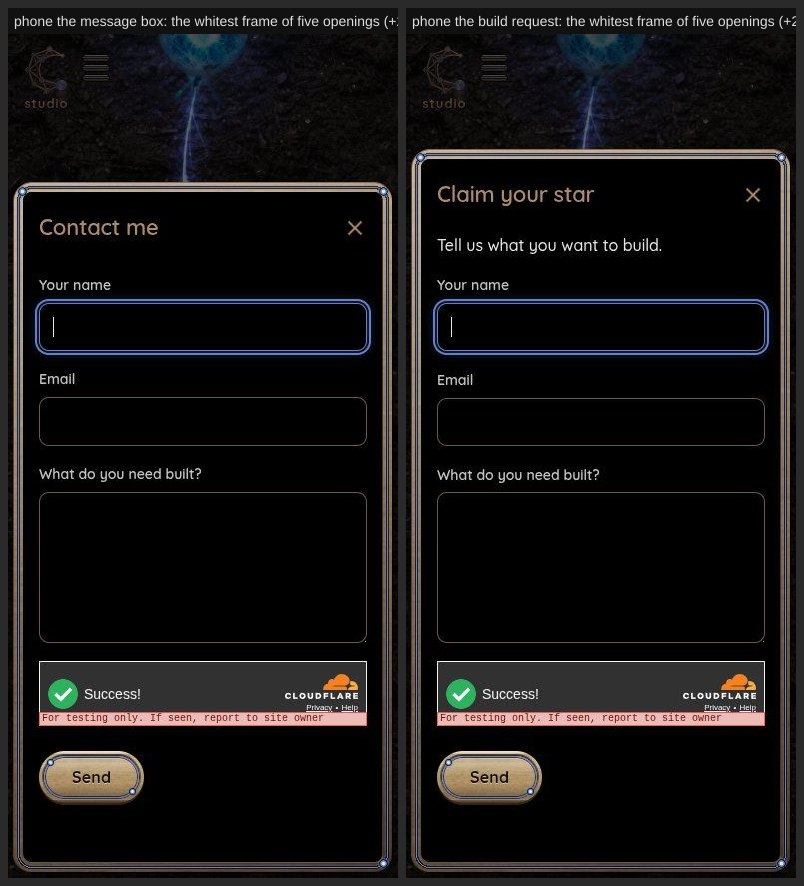 phone the message box: the whitest frame of five openings (+
studio
Contact me
Your name
Email
What do you need built?
Success!
CLOUDFLARE
Privacy • Help
For testing only. If seen, report to site owner
Send
phone the build request: the whitest frame of five openings (+2
studio
Claim your star
Tell us what you want to build.
Your name
Email
What do you need built?
Success!
CLOUDFLARE
Privacy • Help
For testing only. If seen, report to site owner
Send